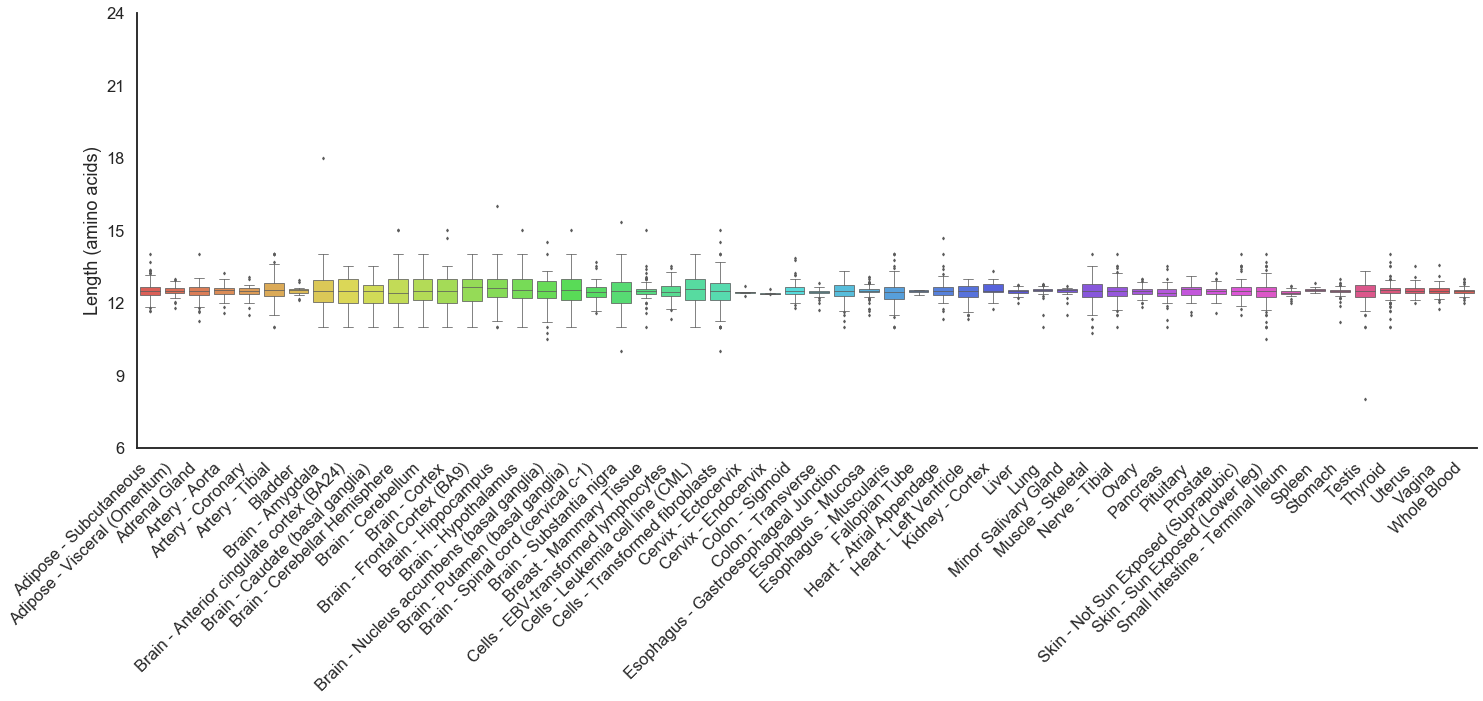 24
21
18
15
12
9
6
Length (amino acids)
Adipose - Subcutaneous
Adipose - Visceral (Omentum)
Adrenal Gland
Artery - Aorta
Artery - Coronary
Artery - Tibial
Bladder
Brain - Amygdala
Brain - Anterior cingulate cortex (BA24)
Brain - Caudate (basal ganglia)
Brain - Cerebellar Hemisphere
Brain - Cerebellum
Brain - Cortex
Brain - Frontal Cortex (BA9)
Brain - Hippocampus
Brain - Hypothalamus
Brain - Nucleus accumbens (basal ganglia)
Brain - Putamen (basal ganglia)
Brain - Spinal cord (cervical c-1)
Brain - Substantia nigra
Breast - Mammary Tissue
Cells - EBV-transformed lymphocytes
Cells - Leukemia cell line (CML)
Cells - Transformed fibroblasts
Cervix - Ectocervix
Cervix - Endocervix
Colon - Sigmoid
Colon - Transverse
Esophagus - Gastroesophageal Junction
Esophagus - Mucosa
Esophagus - Muscularis
Fallopian Tube
Heart - Atrial Appendage
Heart - Left Ventricle
Kidney - Cortex
Liver
Lung
Minor Salivary Gland
Muscle - Skeletal
Nerve - Tibial
Ovary
Pancreas
Pituitary
Prostate
Skin - Not Sun Exposed (Suprapubic)
Skin - Sun Exposed (Lower leg)
Small Intestine - Terminal Ileum
Spleen
Stomach
Testis
Thyroid
Uterus
Vagina
Whole Blood